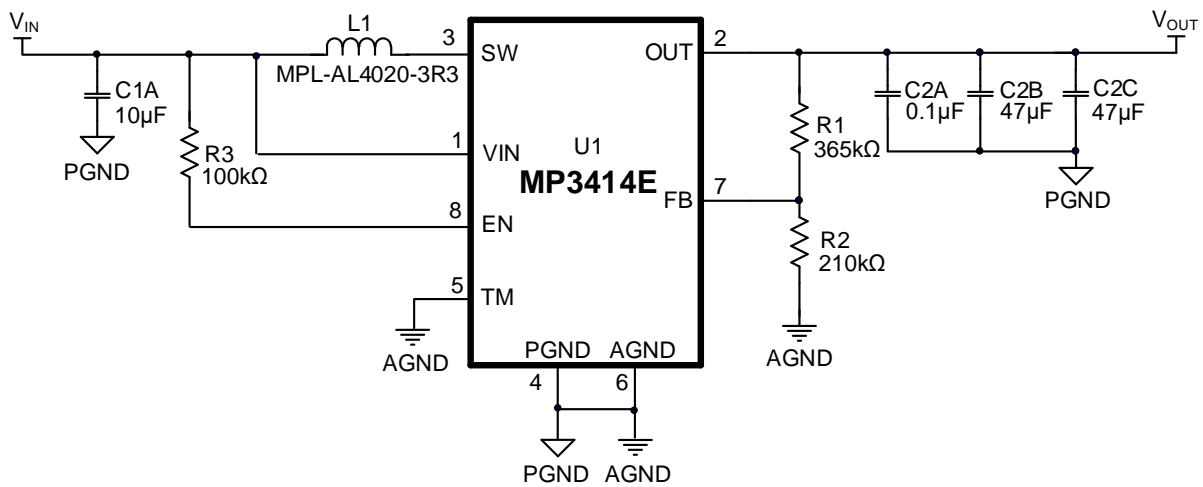 VIN
L1
MPL-AL4020-3R3
3
SW
OUT
2
VOUT
C1A
10µF
PGND
R3
100kΩ
1
VIN
8
EN
5
TM
AGND
U1
MP3414E
FB
7
R1
365kΩ
R2
210kΩ
AGND
C2A
0.1µF
C2B
47µF
C2C
47µF
PGND
PGND
AGND
4
6
PGND
AGND